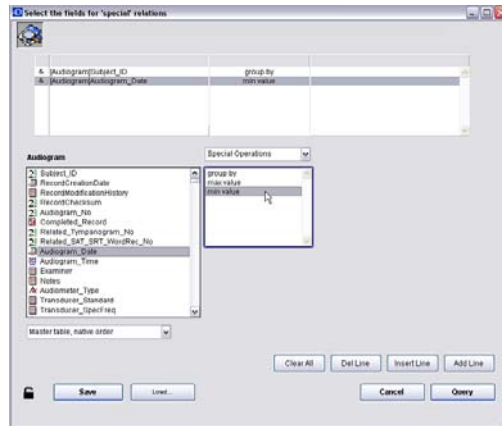 Select the fields for 'special' relations
& [Audiogram]Subject_ID group by
& [Audiogram]Audiogram_Date min value
Audiogram
Special Operations
Subject_ID
RecordCreationDate
RecordModificationHistory
RecordChecksum
Audiogram_No
Completed_Record
Related_Tympanogram_No
Related_SAT_SRT_WordRec_No
Audiogram_Date
Audiogram_Time
Examiner
Notes
Audiometer_Type
Transducer_Standard
Transducer_SpecFreq
group by
max value
min value
Master table, native order
Clear All
Del Line
Insert Line
Add Line
Save
Load...
Cancel
Query